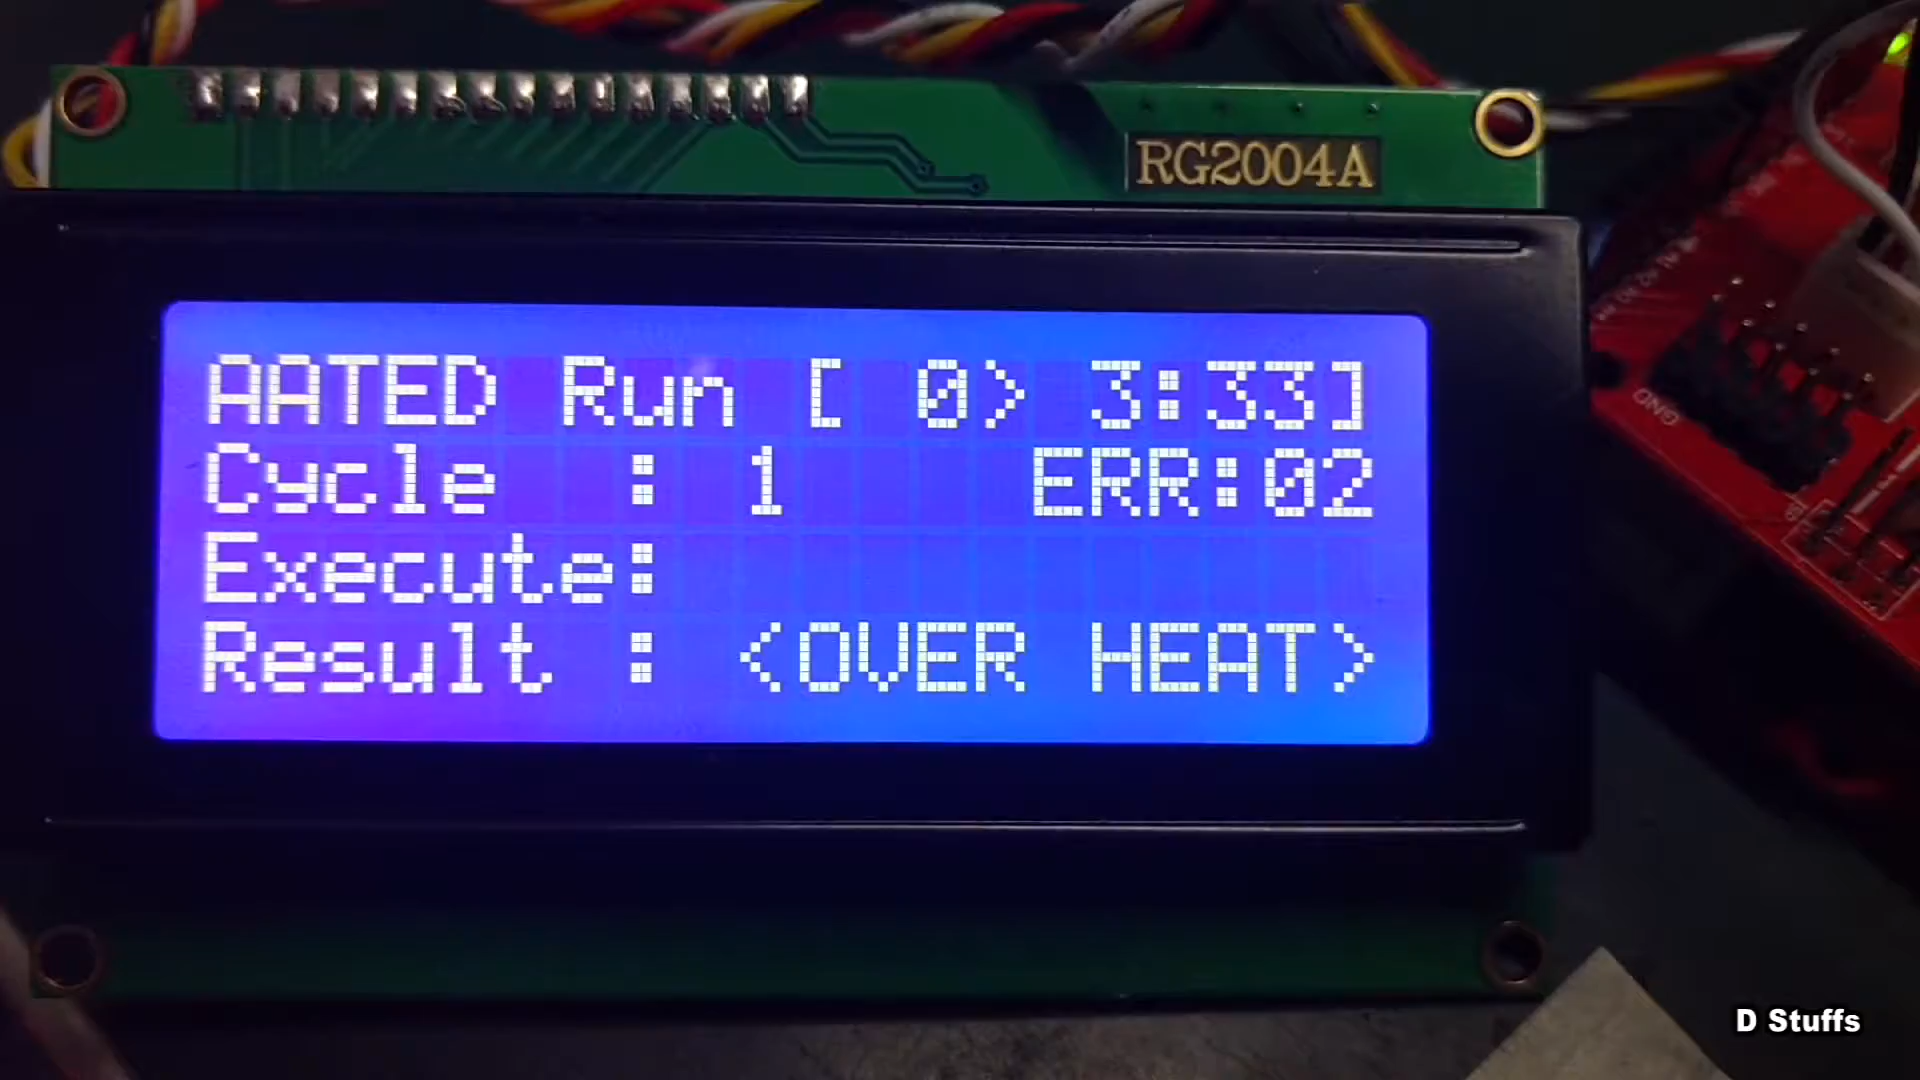 RG2004A
AATED Run [ 0> 3:33]
Cycle : 1 ERR:02
Execute:
Result : <OVER HEAT>
GND
D Stuffs